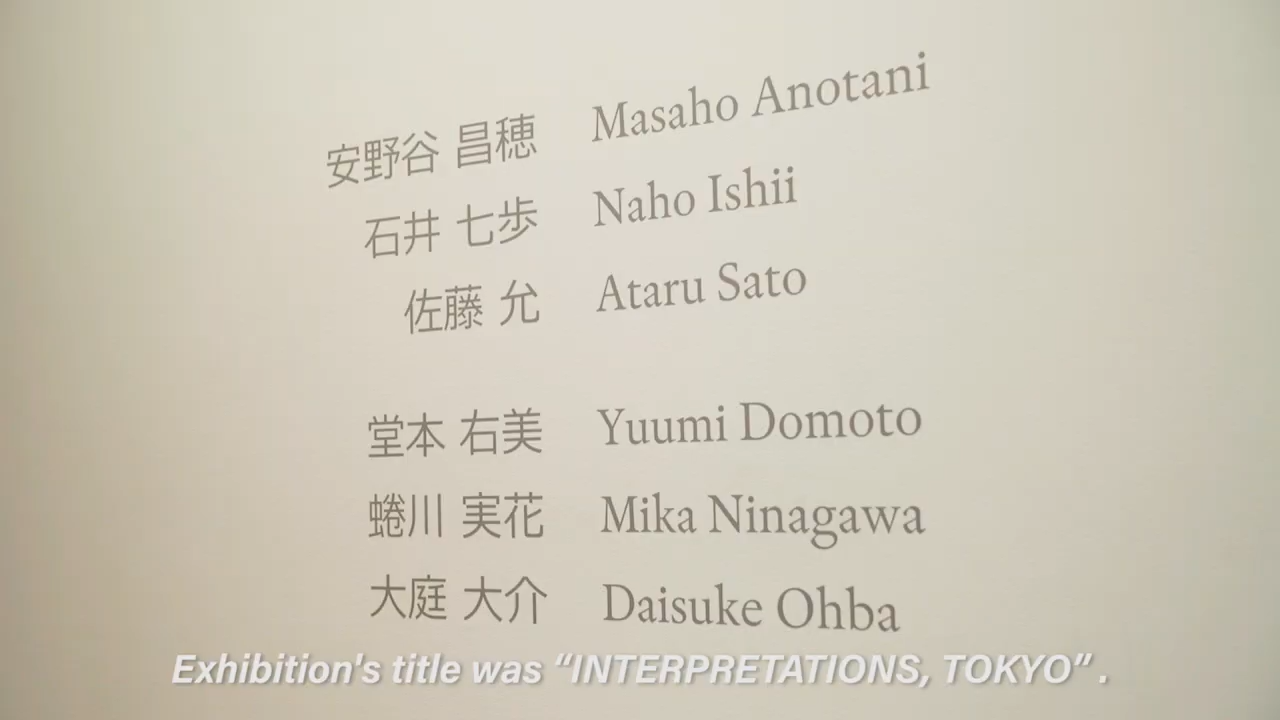 安野谷 昌穂 Masaho Anotani
石井 七歩 Naho Ishii
佐藤 允 Ataru Sato
堂本 右美 Yuumi Domoto
蜷川 実花 Mika Ninagawa
大庭 大介 Daisuke Ohba
Exhibition's title was “INTERPRETATIONS, TOKYO” .